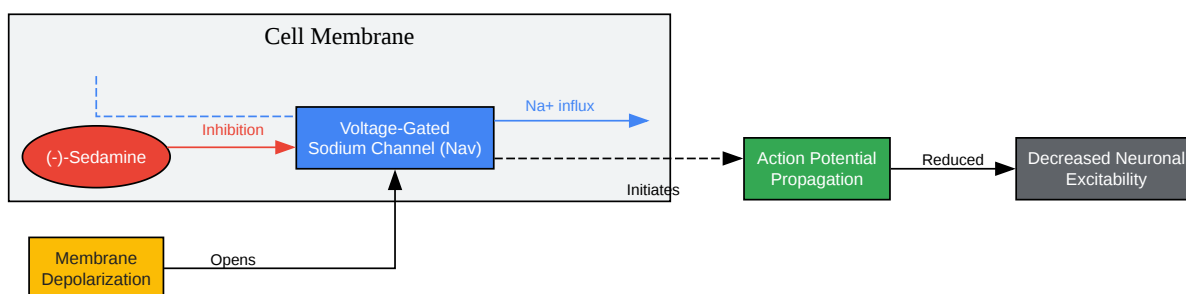 Cell Membrane
Na+ influx
Inhibition
Voltage-Gated
Sodium Channel (Nav)
(-)-Sedamine
Action Potential
Propagation
Reduced
Decreased Neuronal
Excitability
Initiates
Membrane
Depolarization
Opens